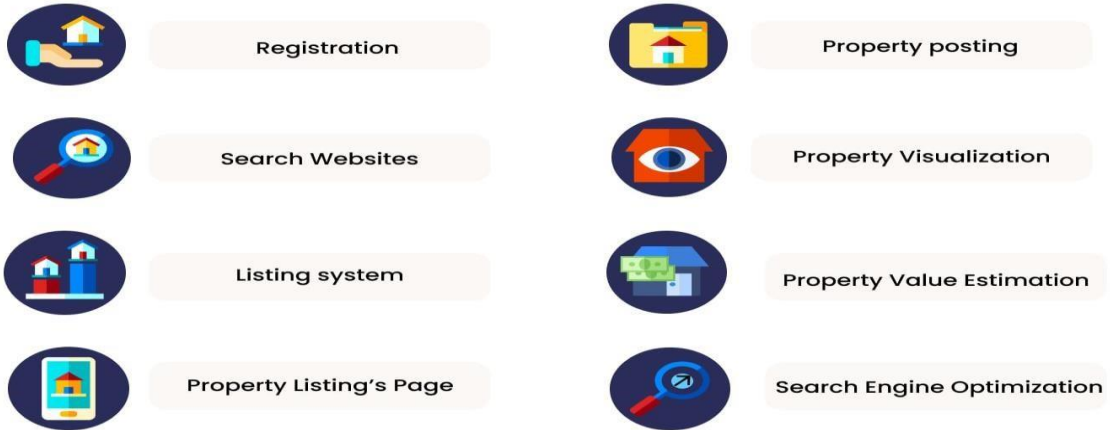 Registration
Property posting
Search Websites
Property Visualization
Listing system
Property Value Estimation
Property Listing's Page
Search Engine Optimization